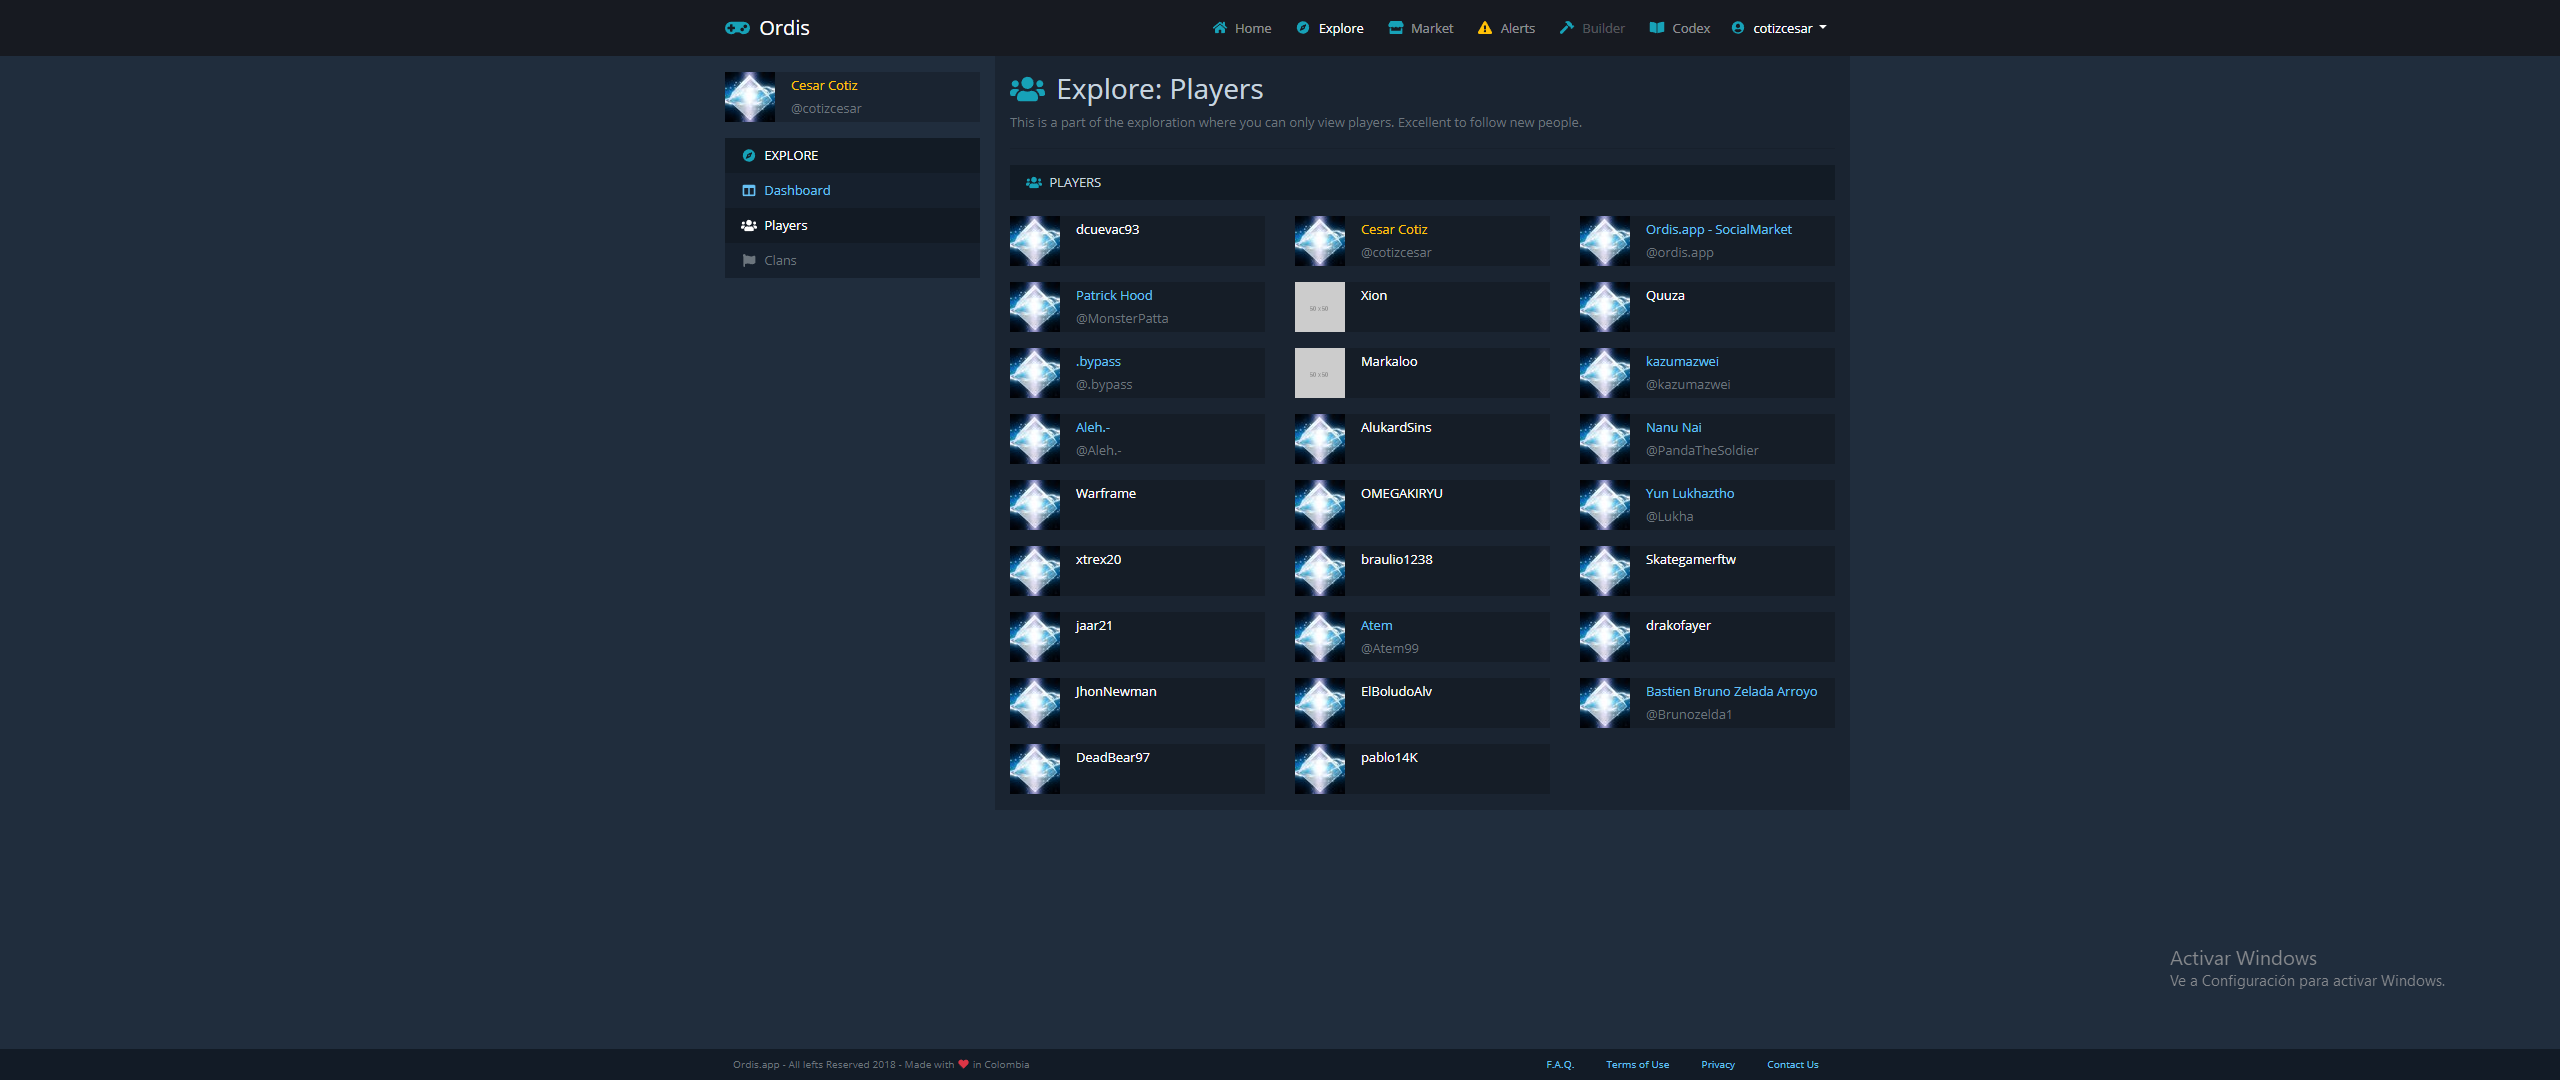 Ordis
Home Explore Market Alerts Builder Codex cotizcesar
Cesar Cotiz
@cotizcesar
EXPLORE
Dashboard
Players
Clans
Explore: Players
This is a part of the exploration where you can only view players. Excellent to follow new people.
PLAYERS
dcuevac93
Cesar Cotiz
@cotizcesar
Ordis.app - SocialMarket
@ordis.app
Patrick Hood
@MonsterPatta
50 x 50
Xion
Quuza
.bypass
@.bypass
50 x 50
Markaloo
kazumazwei
@kazumazwei
Aleh.-
@Aleh.-
AlukardSins
Nanu Nai
@PandaTheSoldier
Warframe
OMEGAKIRYU
Yun Lukhaztho
@Lukha
xtrex20
braulio1238
Skategamerftw
jaar21
Atem
@Atem99
drakofayer
JhonNewman
ElBoludoAlv
Bastien Bruno Zelada Arroyo
@Brunozelda1
DeadBear97
pablo14K
Activar Windows
Ve a Configuración para activar Windows.
Ordis.app - All lefts Reserved 2018 - Made with ❤ in Colombia
F.A.Q. Terms of Use Privacy Contact Us